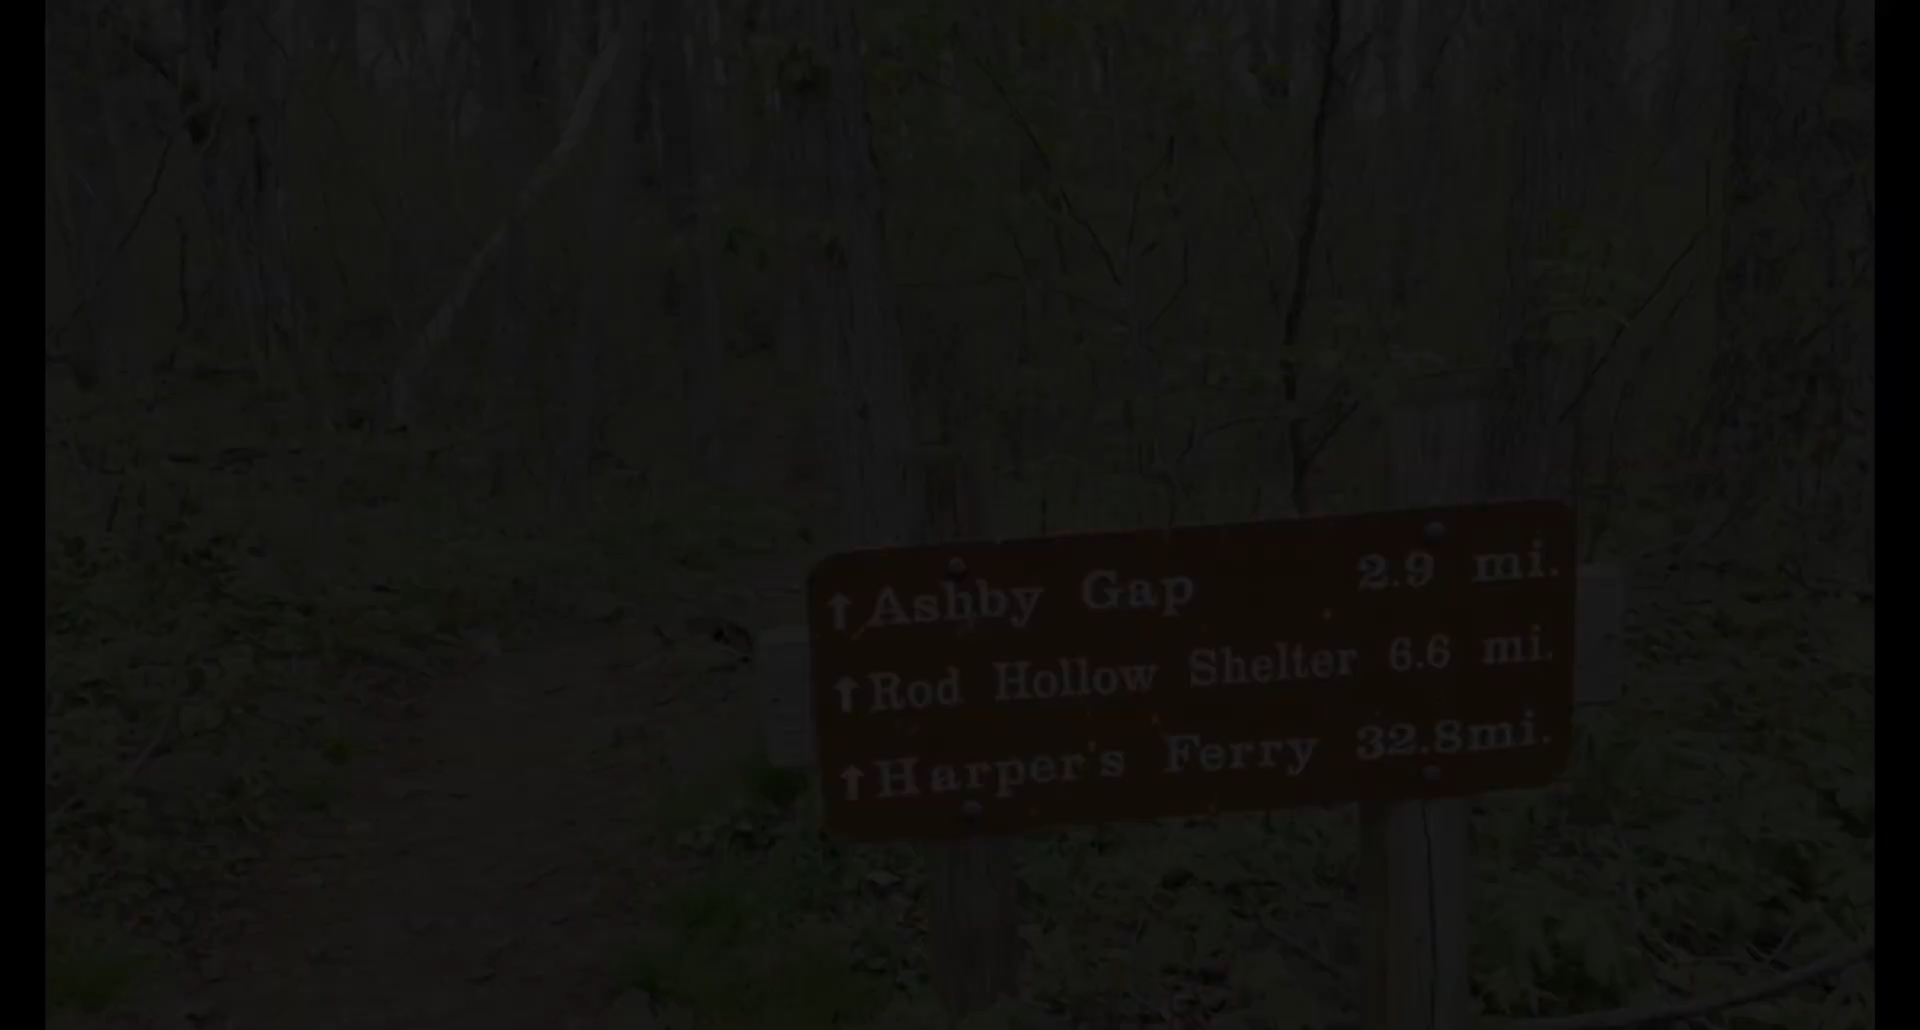 ↑Ashby Gap 2.9 mi.
↑Rod Hollow Shelter 6.6 mi.
↑Harper's Ferry 32.8mi.